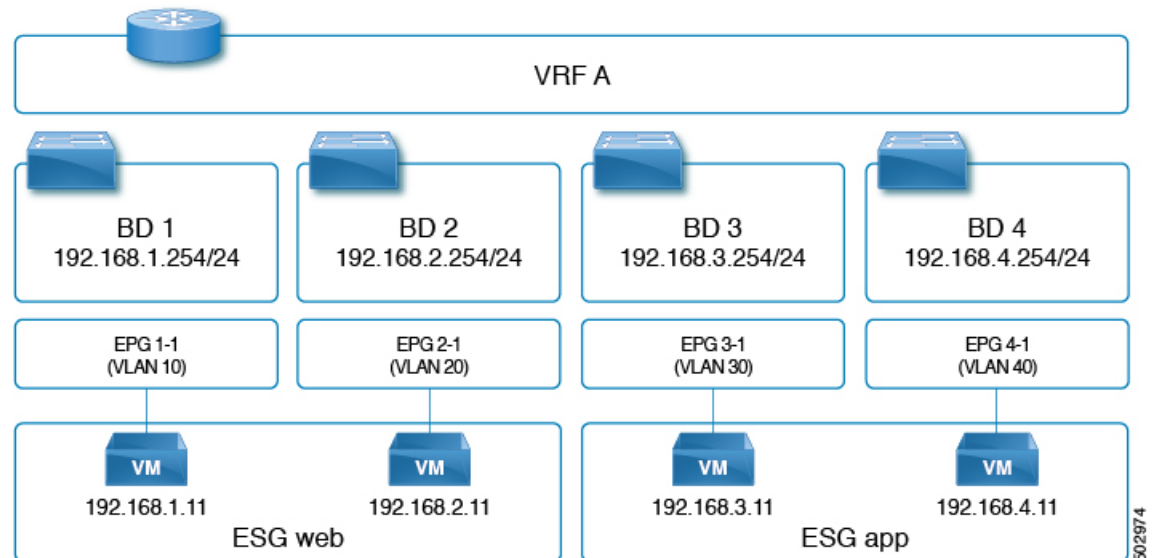 VRF A
BD 1
192.168.1.254/24
BD 2
192.168.2.254/24
BD 3
192.168.3.254/24
BD 4
192.168.4.254/24
EPG 1-1
(VLAN 10)
EPG 2-1
(VLAN 20)
EPG 3-1
(VLAN 30)
EPG 4-1
(VLAN 40)
VM
192.168.1.11
VM
192.168.2.11
ESG web
VM
192.168.3.11
VM
192.168.4.11
ESG app
502974